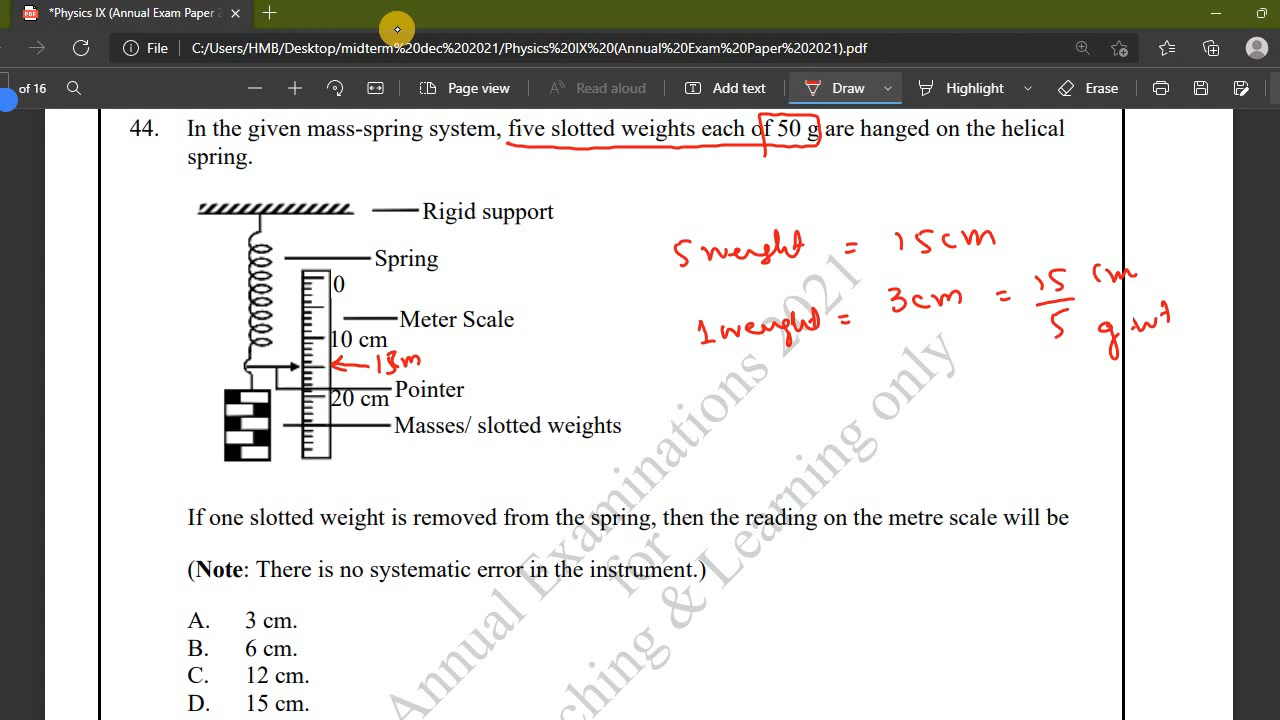 *Physics IX (Annual Exam Paper 2
File
C:/Users/HMB/Desktop/midterm%20dec%202021/Physics%20IX%20(Annual%20Exam%20Paper%202021).pdf
of 16
Page view
Read aloud
Add text
Draw
Highlight
Erase
44. In the given mass-spring system, five slotted weights each of 50 g are hanged on the helical
spring.
Rigid support
Spring
0
Meter Scale
10 cm
Pointer
20 cm
Masses/ slotted weights
5 weight = 15cm
1 weight = 3cm = 15 cm
5 g wt
If one slotted weight is removed from the spring, then the reading on the metre scale will be
(Note: There is no systematic error in the instrument.)
A. 3 cm.
B. 6 cm.
C. 12 cm.
D. 15 cm.
Annual Examinations 2021
for
ching & Learning only